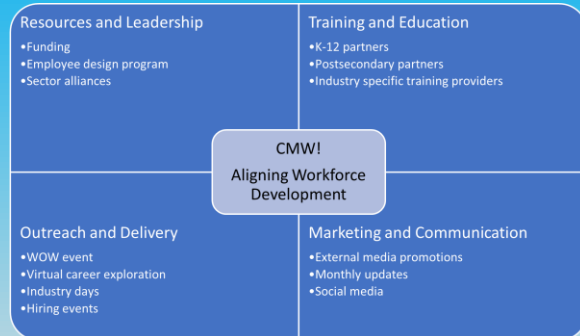 Resources and Leadership
•Funding
•Employee design program
•Sector alliances
Training and Education
•K-12 partners
•Postsecondary partners
•Industry specific training providers
CMW!
Aligning Workforce
Development
Outreach and Delivery
•WOW event
•Virtual career exploration
•Industry days
•Hiring events
Marketing and Communication
•External media promotions
•Monthly updates
•Social media